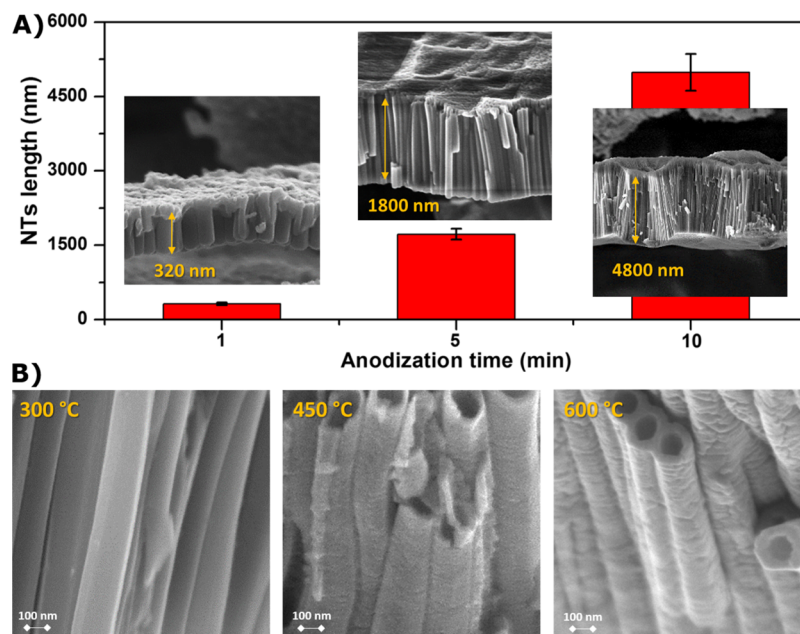 A)
6000
4500
3000
1500
0
NTs length (nm)
320 nm
1800 nm
4800 nm
1
5
10
Anodization time (min)
B)
300 °C
450 °C
600 °C
100 nm
100 nm
100 nm